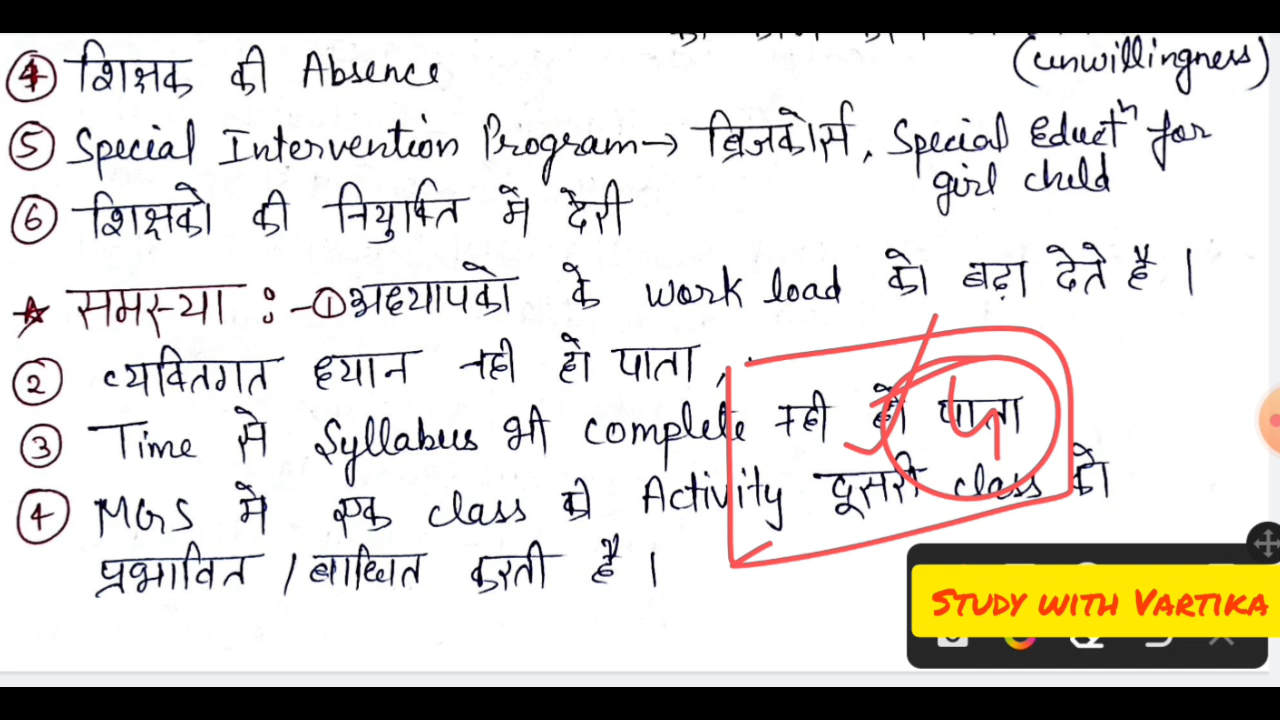 (unwillingness)
④ शिक्षक की Absence
⑤ Special Intervention Program→ ब्रिजकोर्स, Special Eductⁿ for
girl child
⑥ शिक्षको की नियुक्ति मे देरी
★ समस्या :-① अध्यापको के work load को बढ़ा देते है ।
② व्यक्तिगत ध्यान नही हो पाता,
③ Time से Syllabus भी complete नही हो पाता
④ MGS मे एक class की Activity दूसरी class को
प्रभावित / बाधित करती है ।
STUDY WITH VARTIKA